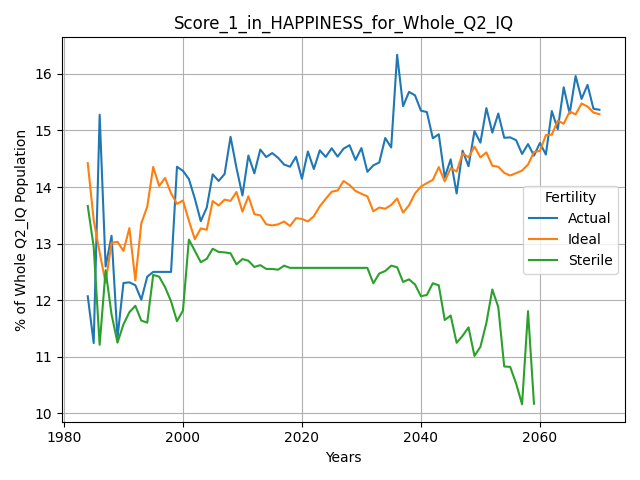 Score_1_in_HAPPINESS_for_Whole_Q2_IQ
% of Whole Q2_IQ Population
16
15
14
13
12
11
10
Fertility
Actual
Ideal
Sterile
1980
2000
2020
2040
2060
Years